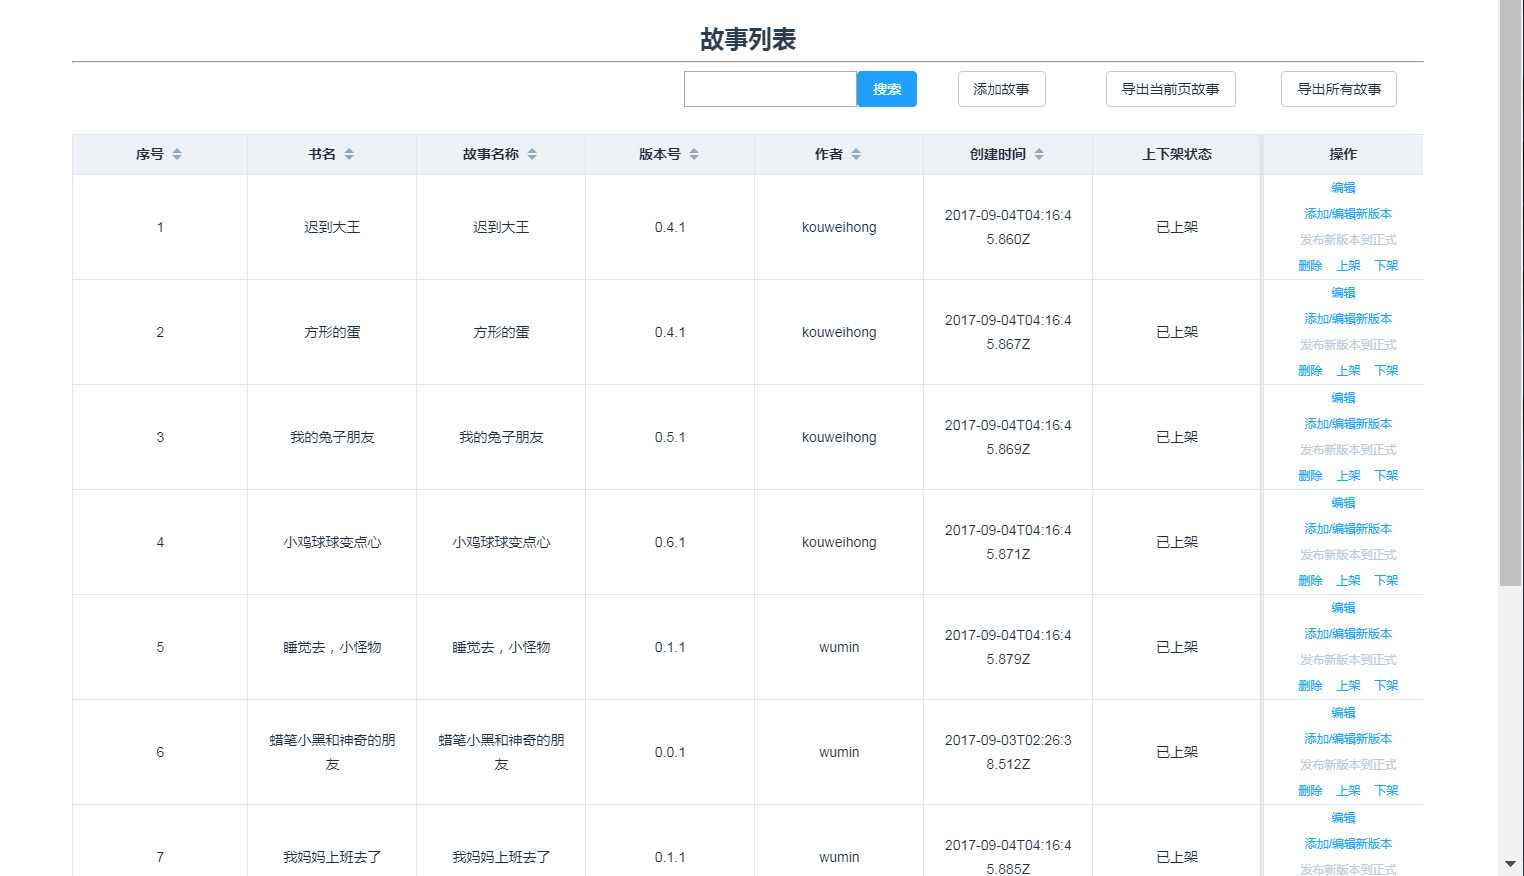 故事列表
搜索 添加故事 导出当前页故事 导出所有故事
序号 书名 故事名称 版本号 作者 创建时间 上下架状态 操作
1 迟到大王 迟到大王 0.4.1 kouweihong 2017-09-04T04:16:4
5.860Z 已上架
编辑
添加/编辑新版本
发布新版本到正式
删除 上架 下架
2 方形的蛋 方形的蛋 0.4.1 kouweihong 2017-09-04T04:16:4
5.867Z 已上架
编辑
添加/编辑新版本
发布新版本到正式
删除 上架 下架
3 我的兔子朋友 我的兔子朋友 0.5.1 kouweihong 2017-09-04T04:16:4
5.869Z 已上架
编辑
添加/编辑新版本
发布新版本到正式
删除 上架 下架
4 小鸡球球变点心 小鸡球球变点心 0.6.1 kouweihong 2017-09-04T04:16:4
5.871Z 已上架
编辑
添加/编辑新版本
发布新版本到正式
删除 上架 下架
5 睡觉去，小怪物 睡觉去，小怪物 0.1.1 wumin 2017-09-04T04:16:4
5.879Z 已上架
编辑
添加/编辑新版本
发布新版本到正式
删除 上架 下架
6 蜡笔小黑和神奇的朋
友 蜡笔小黑和神奇的朋
友 0.0.1 wumin 2017-09-03T02:26:3
8.512Z 已上架
编辑
添加/编辑新版本
发布新版本到正式
删除 上架 下架
7 我妈妈上班去了 我妈妈上班去了 0.1.1 wumin 2017-09-04T04:16:4
5.885Z 已上架
编辑
添加/编辑新版本
发布新版本到正式